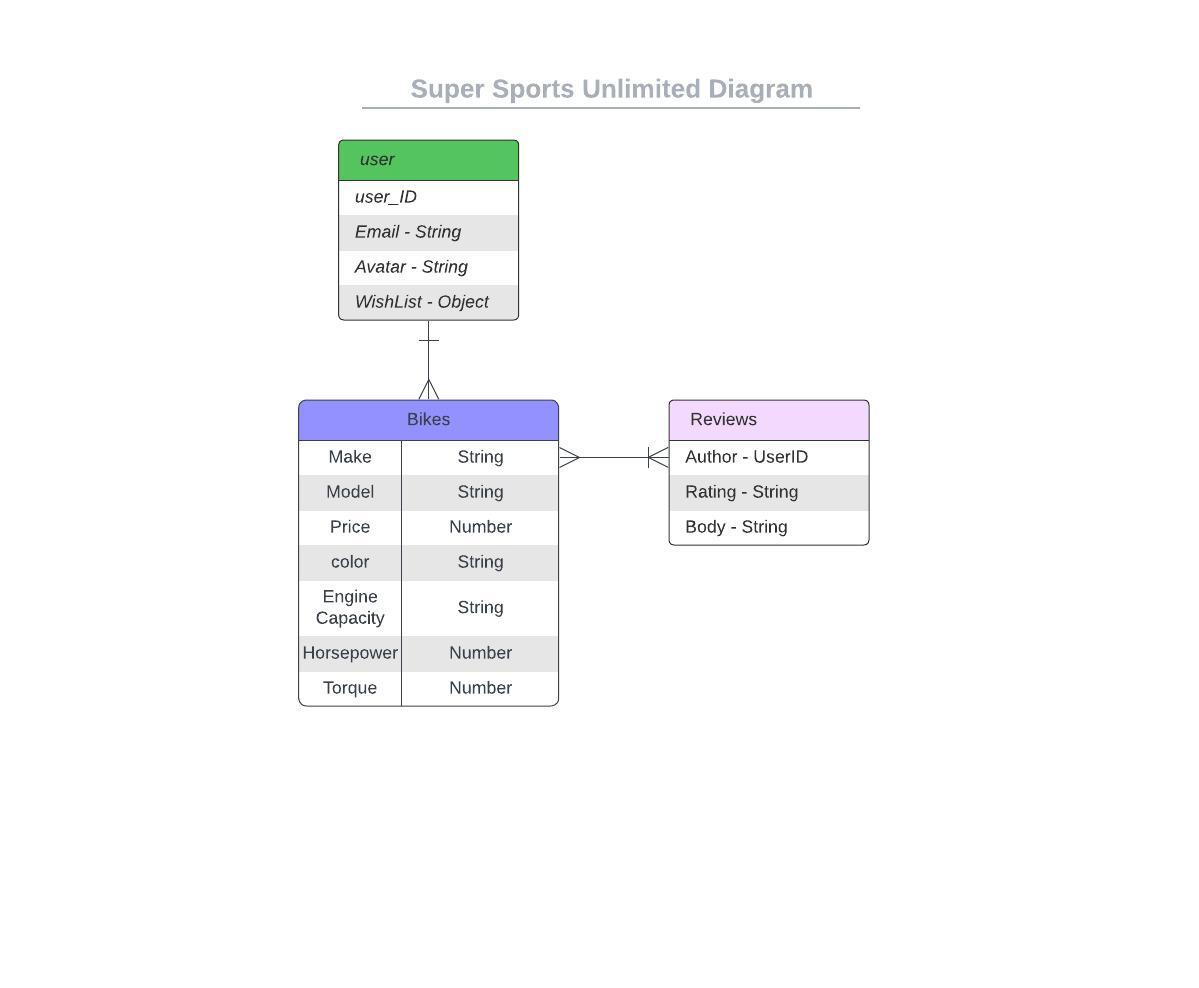 Super Sports Unlimited Diagram
user
user_ID
Email - String
Avatar - String
WishList - Object
Bikes
Make String
Model String
Price Number
color String
Engine
Capacity
String
Horsepower Number
Torque Number
Reviews
Author - UserID
Rating - String
Body - String